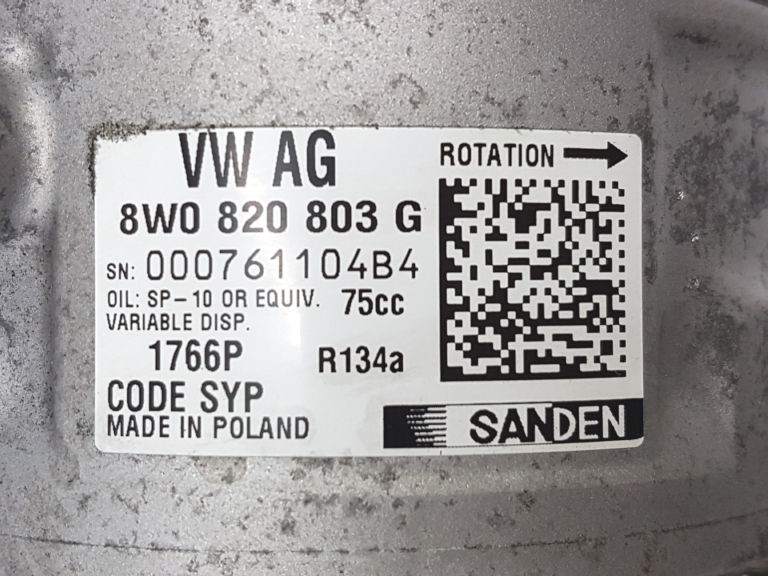 VW AG
ROTATION
8W0 820 803 G
SN: 000761104B4
OIL: SP-10 OR EQUIV. 75cc
VARIABLE DISP.
1766P R134a
CODE SYP
MADE IN POLAND
SANDEN